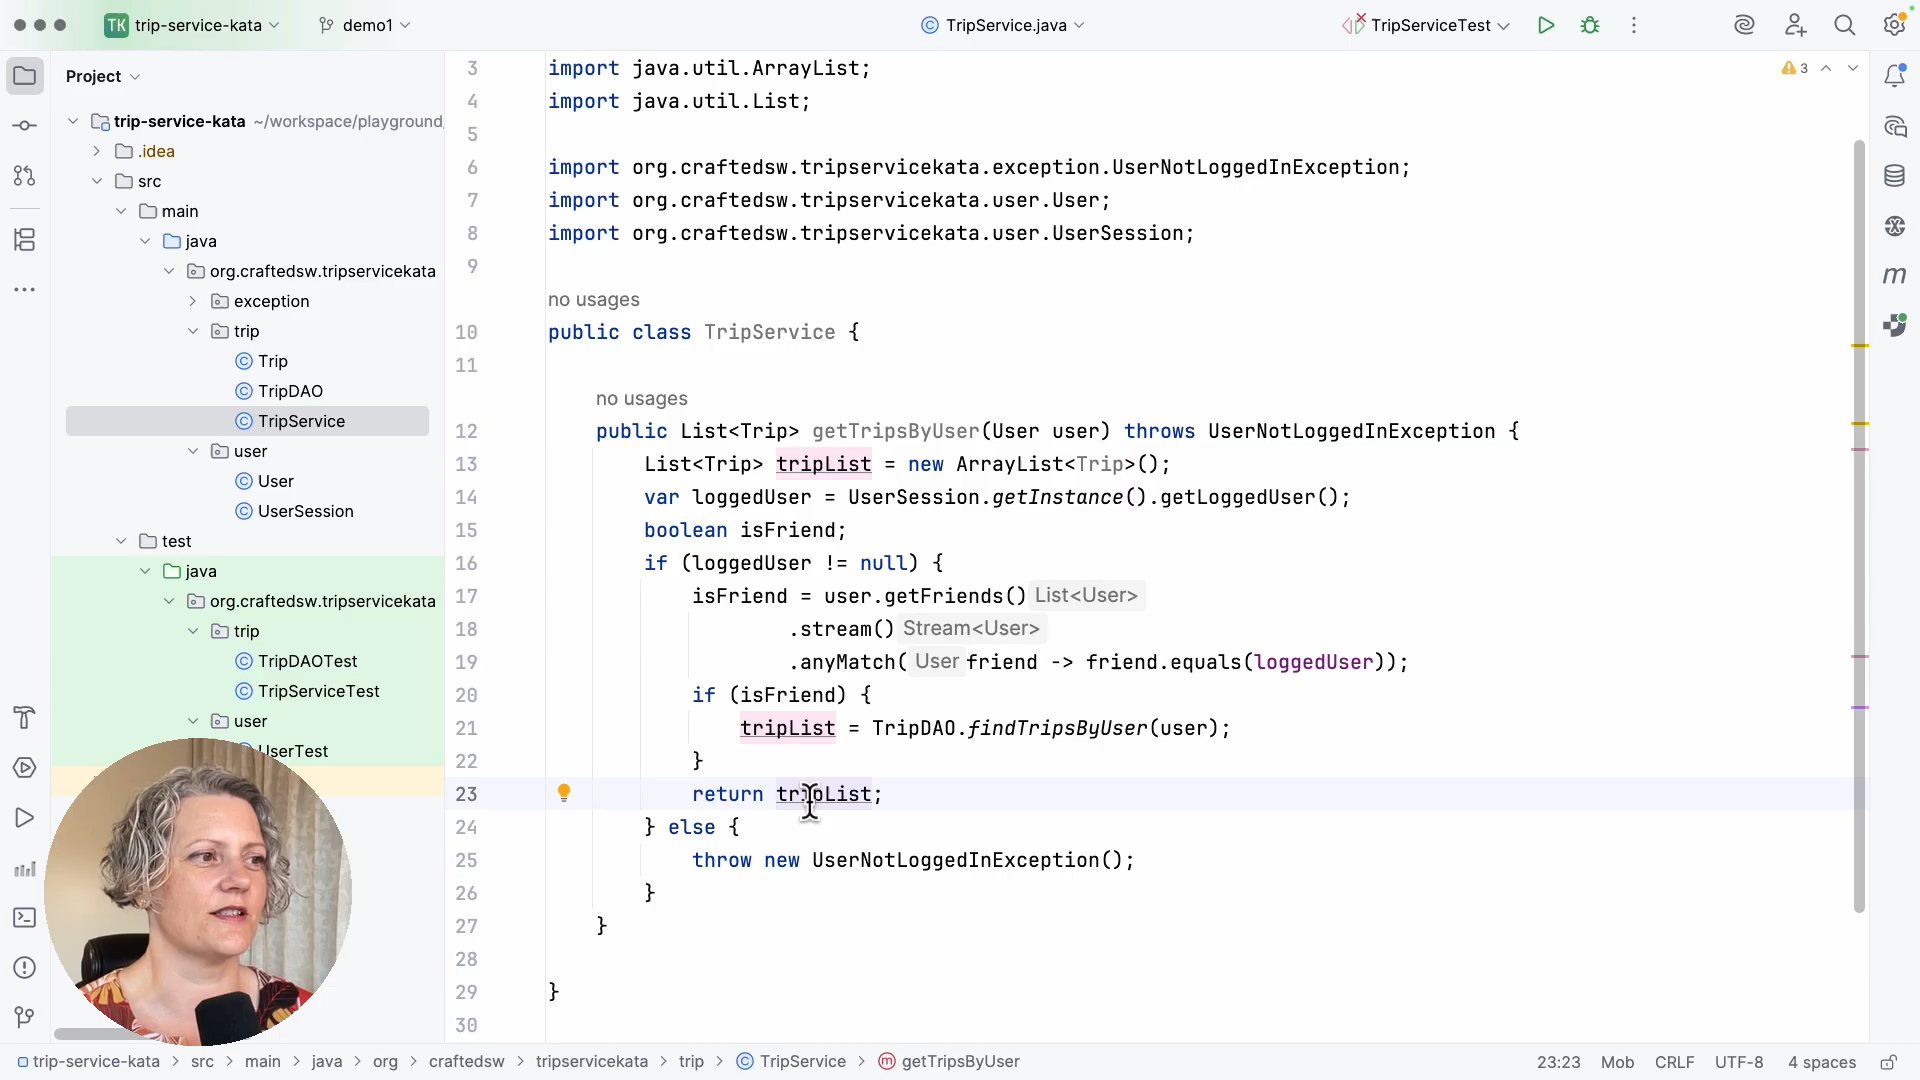 TK trip-service-kata
demo1
TripService.java
TripServiceTest
Project
trip-service-kata ~/workspace/playground
.idea
src
main
java
org.craftedsw.tripservicekata
exception
trip
Trip
TripDAO
TripService
user
User
UserSession
test
java
org.craftedsw.tripservicekata
trip
TripDAOTest
TripServiceTest
user
UserTest
3
3 import java.util.ArrayList;
4 import java.util.List;
5
6 import org.craftedsw.tripservicekata.exception.UserNotLoggedInException;
7 import org.craftedsw.tripservicekata.user.User;
8 import org.craftedsw.tripservicekata.user.UserSession;
9
no usages
10 public class TripService {
11
no usages
12 public List<Trip> getTripsByUser(User user) throws UserNotLoggedInException {
13 List<Trip> tripList = new ArrayList<Trip>();
14 var loggedUser = UserSession.getInstance().getLoggedUser();
15 boolean isFriend;
16 if (loggedUser != null) {
17 isFriend = user.getFriends() List<User>
18 .stream() Stream<User>
19 .anyMatch( User friend -> friend.equals(loggedUser));
20 if (isFriend) {
21 tripList = TripDAO.findTripsByUser(user);
22 }
23 return tripList;
24 } else {
25 throw new UserNotLoggedInException();
26 }
27 }
28
29 }
30
m
trip-service-kata > src > main > java > org > craftedsw > tripservicekata > trip > TripService > getTripsByUser
23:23 Mob CRLF UTF-8 4 spaces